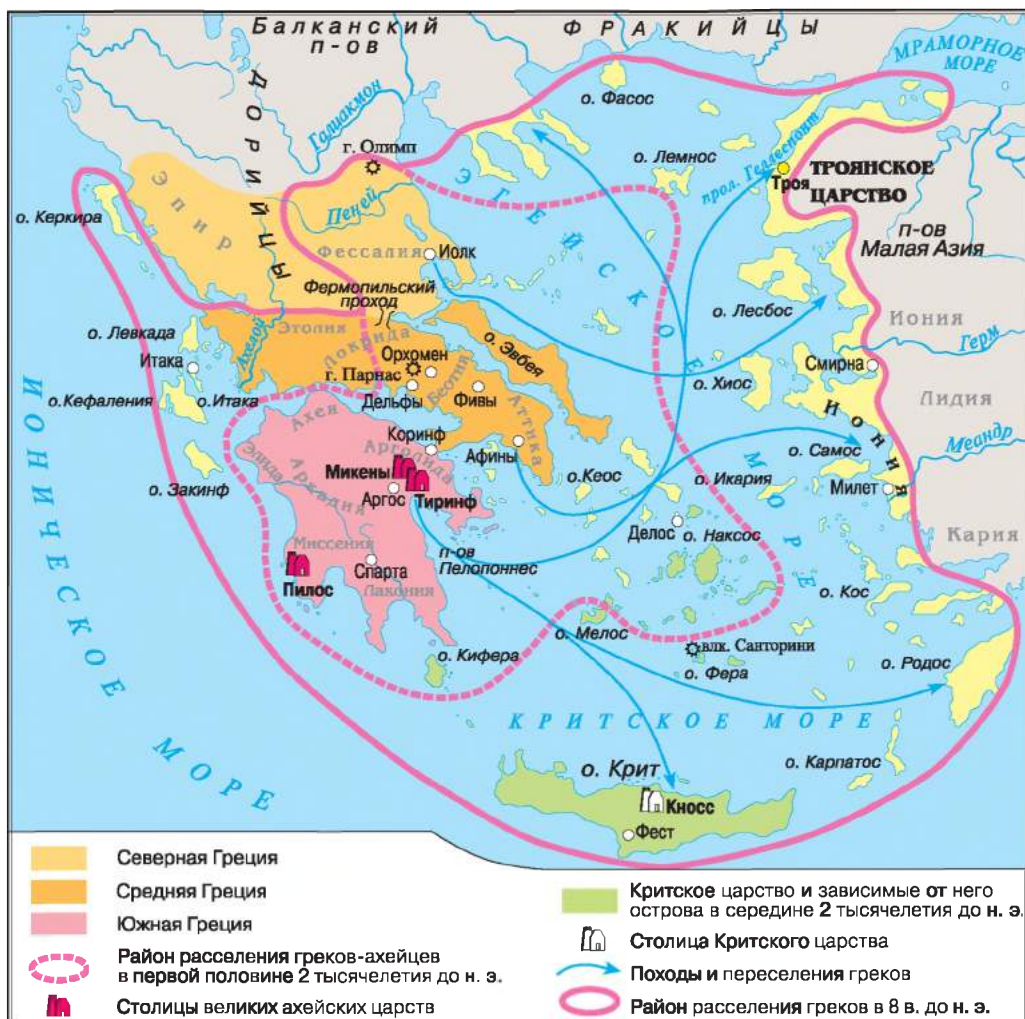 Балканский
п-ов
ФРАКИЙЦЫ
МРАМОРНОЕ
МОРЕ
ДОРИЙЦЫ
Галиакмон
о. Фасос
г. Олимп
о. Лемнос
прол. Геллеспонт
Троя
ТРОЯНСКОЕ
ЦАРСТВО
Эпир
Пеней
ЭГЕЙСКОЕ МОРЕ
о. Керкира
п-ов
Малая Азия
Фессалия
Иолк
Фермопильский
проход
о. Лесбос
о. Левкада
Этолия
Иония
Ахелой
Локрида
о. Эвбея
Герм
Итака
Орхомен
г. Парнас
Беотия
Смирна
о. Хиос
о.Кефаления
о.Итака
Дельфы
Фивы
Аттика
Лидия
Ахея
Иония
Коринф
Меандр
Элида
Арголида
Афины
о. Самос
Микены
о.Кеос
о. Икария
о. Закинф
Аркадия
Аргос
Тиринф
Милет
Делос
о. Наксос
Кария
Миссения
п-ов
Пелопоннес
Спарта
Пилос
Лакония
о. Кос
о. Мелос
влк. Санторини
о. Кифера
о. Фера
о. Родос
ИОНИЧЕСКОЕ МОРЕ
КРИТСКОЕ МОРЕ
о. Карпатос
о. Крит
Кносс
Фест
Северная Греция
Средняя Греция
Южная Греция
Район расселения греков-ахейцев
в первой половине 2 тысячелетия до н. э.
Столицы великих ахейских царств
Критское царство и зависимые от него
острова в середине 2 тысячелетия до н. э.
Столица Критского царства
Походы и переселения греков
Район расселения греков в 8 в. до н. э.